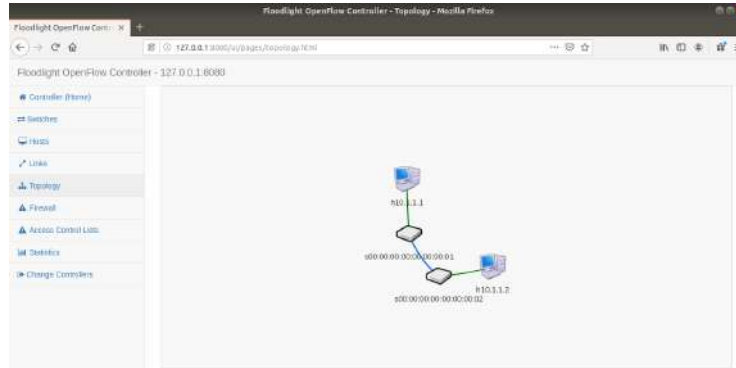 Floodlight OpenFlow Controller - Topology - Mozilla Firefox
Floodlight OpenFlow Cont
127.0.0.1:8080/ui/pages/topology.html
Floodlight OpenFlow Controller - 127.0.0.1:8080
Controller (Home)
Switches
Hosts
Links
Topology
Firewall
Access Control Lists
Statistics
Change Controllers
h10.1.1.1
s00:00:00:00:00:00:00:01
h10.1.1.2
s00:00:00:00:00:00:00:02